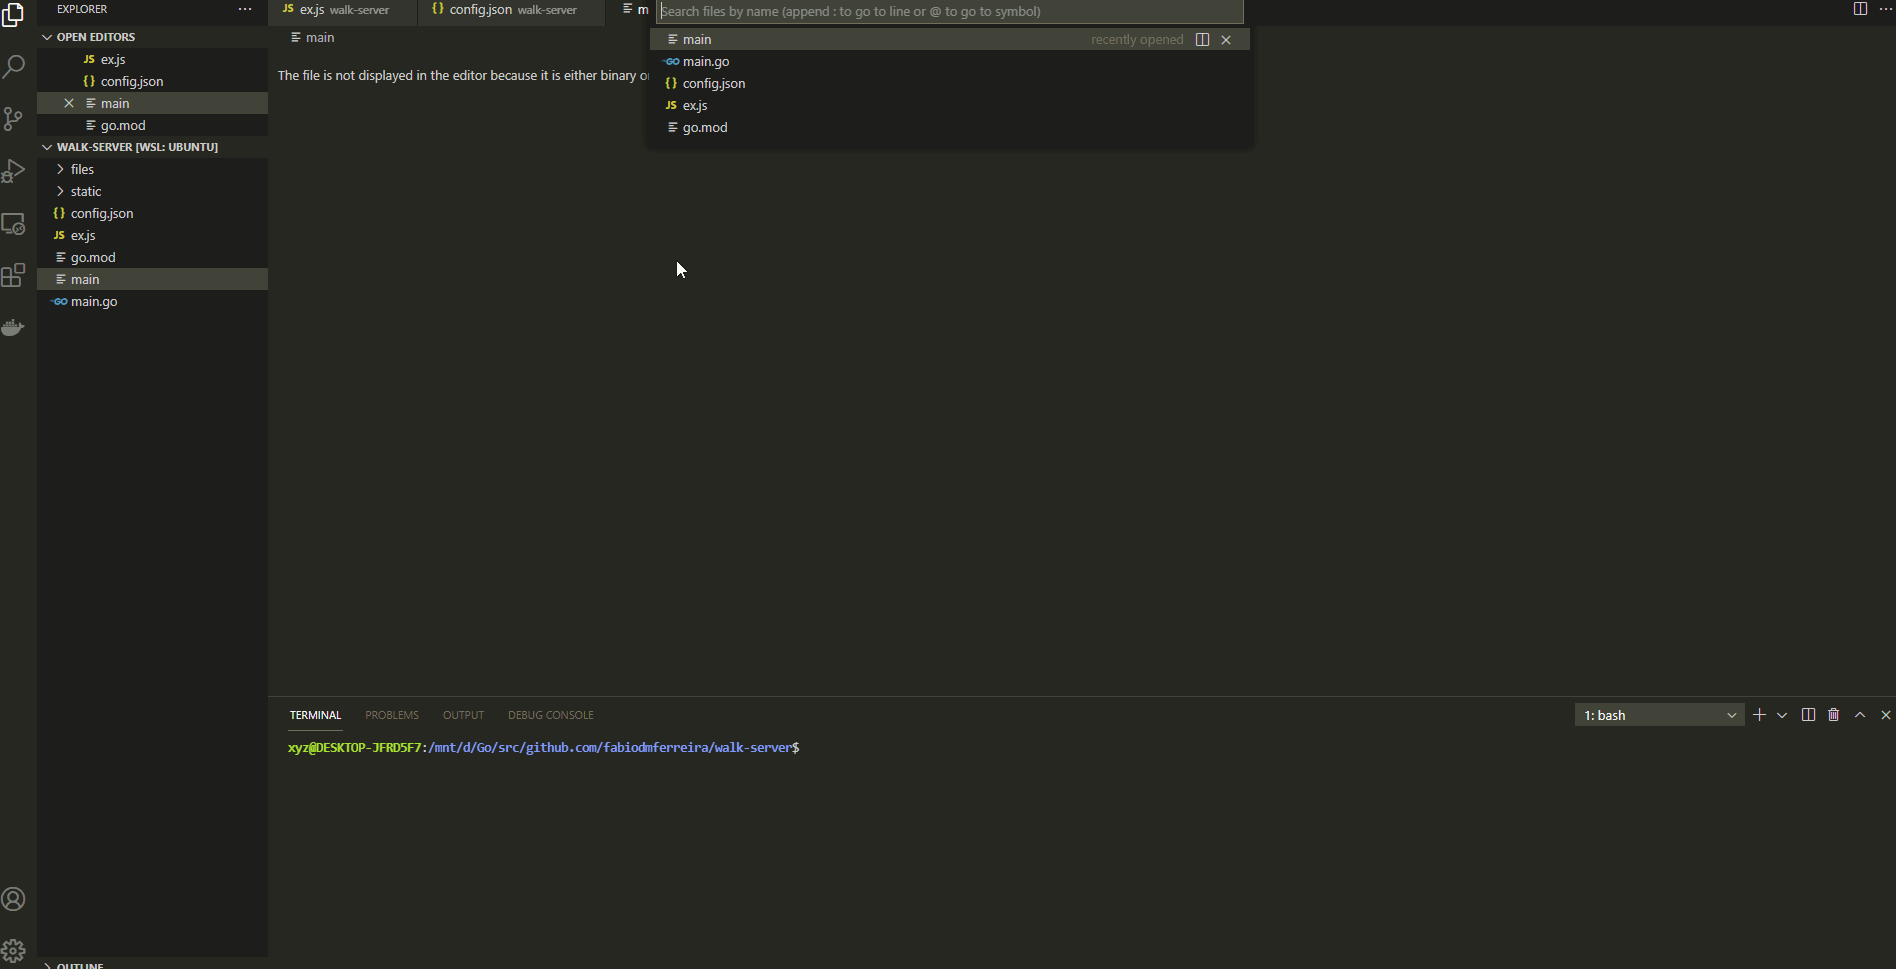 EXPLORER
JS ex.js walk-server
{} config.json walk-server
m
Search files by name (append : to go to line or @ to go to symbol)
main recently opened
GO main.go
{} config.json
JS ex.js
go.mod
OPEN EDITORS
JS ex.js
{} config.json
main
go.mod
WALK-SERVER [WSL: UBUNTU]
files
static
{} config.json
JS ex.js
go.mod
main
GO main.go
OUTLINE
main
The file is not displayed in the editor because it is either binary o
TERMINAL PROBLEMS OUTPUT DEBUG CONSOLE
1: bash
xyz@DESKTOP-JFRD5F7:/mnt/d/Go/src/github.com/fabiodmferreira/walk-server$